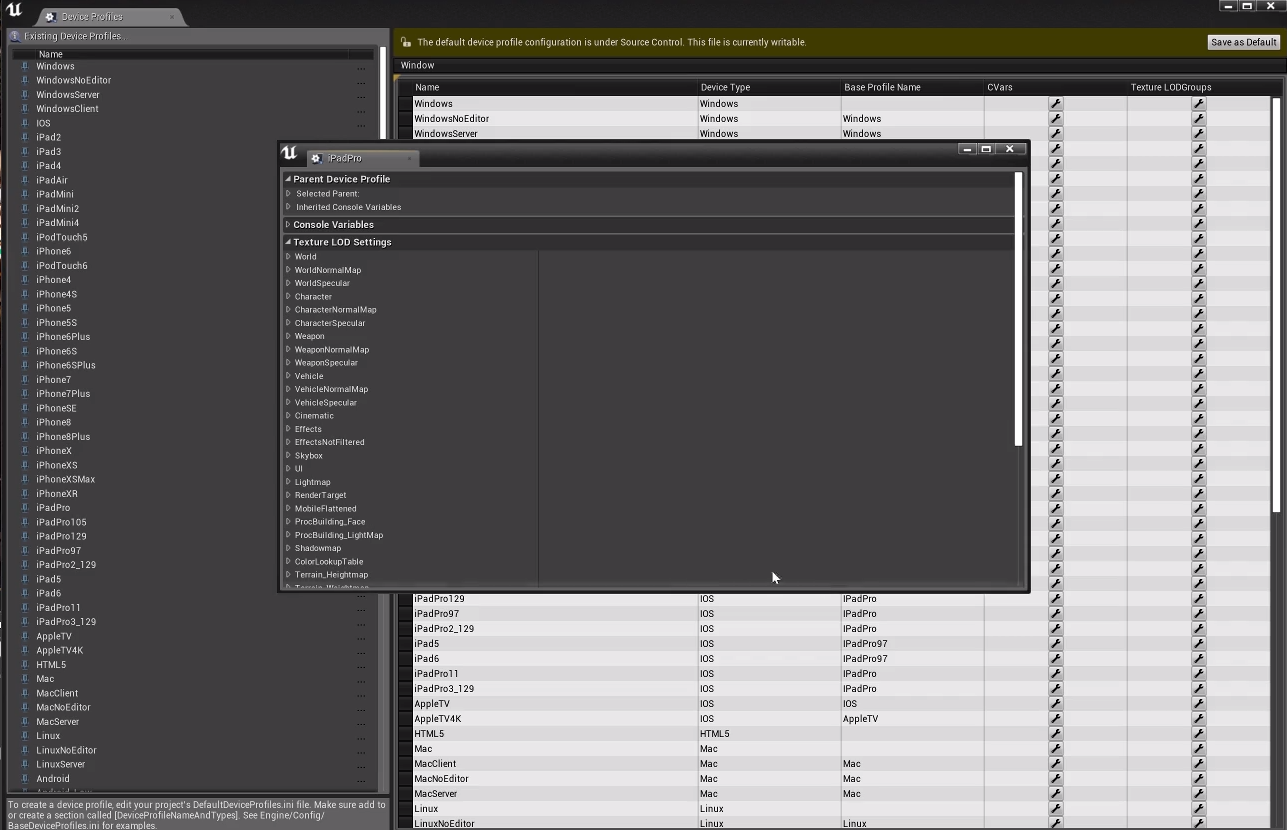 Device Profiles
Existing Device Profiles..
Name
Windows
WindowsNoEditor
WindowsServer
WindowsClient
IOS
iPad2
iPad3
iPad4
iPadAir
iPadMini
iPadMini2
iPadMini4
iPodTouch5
iPhone6
iPodTouch6
iPhone4
iPhone4S
iPhone5
iPhone5S
iPhone6Plus
iPhone6S
iPhone6SPlus
iPhone7
iPhone7Plus
iPhoneSE
iPhone8
iPhone8Plus
iPhoneX
iPhoneXS
iPhoneXSMax
iPhoneXR
iPadPro
iPadPro105
iPadPro129
iPadPro97
iPadPro2_129
iPad5
iPad6
iPadPro11
iPadPro3_129
AppleTV
AppleTV4K
HTML5
Mac
MacClient
MacNoEditor
MacServer
Linux
LinuxNoEditor
LinuxServer
Android
To create a device profile, edit your project's DefaultDeviceProfiles.ini file. Make sure add to
or create a section called [DeviceProfileNameAndTypes]. See Engine/Config/
BaseDeviceProfiles.ini for examples.
The default device profile configuration is under Source Control. This file is currently writable.
Save as Default
Window
Name Device Type Base Profile Name CVars Texture LODGroups
Windows Windows
WindowsNoEditor Windows Windows
WindowsServer Windows Windows
iPadPro
Parent Device Profile
Selected Parent:
Inherited Console Variables
Console Variables
Texture LOD Settings
World
WorldNormalMap
WorldSpecular
Character
CharacterNormalMap
CharacterSpecular
Weapon
WeaponNormalMap
WeaponSpecular
Vehicle
VehicleNormalMap
VehicleSpecular
Cinematic
Effects
EffectsNotFiltered
Skybox
UI
Lightmap
RenderTarget
MobileFlattened
ProcBuilding_Face
ProcBuilding_LightMap
Shadowmap
ColorLookupTable
Terrain_Heightmap
iPadPro129 IOS IPadPro
iPadPro97 IOS IPadPro
iPadPro2_129 IOS IPadPro
iPad5 IOS IPadPro97
iPad6 IOS IPadPro97
iPadPro11 IOS IPadPro
iPadPro3_129 IOS IPadPro
AppleTV IOS IOS
AppleTV4K IOS AppleTV
HTML5 HTML5
Mac Mac
MacClient Mac Mac
MacNoEditor Mac Mac
MacServer Mac Mac
Linux Linux
LinuxNoEditor Linux Linux